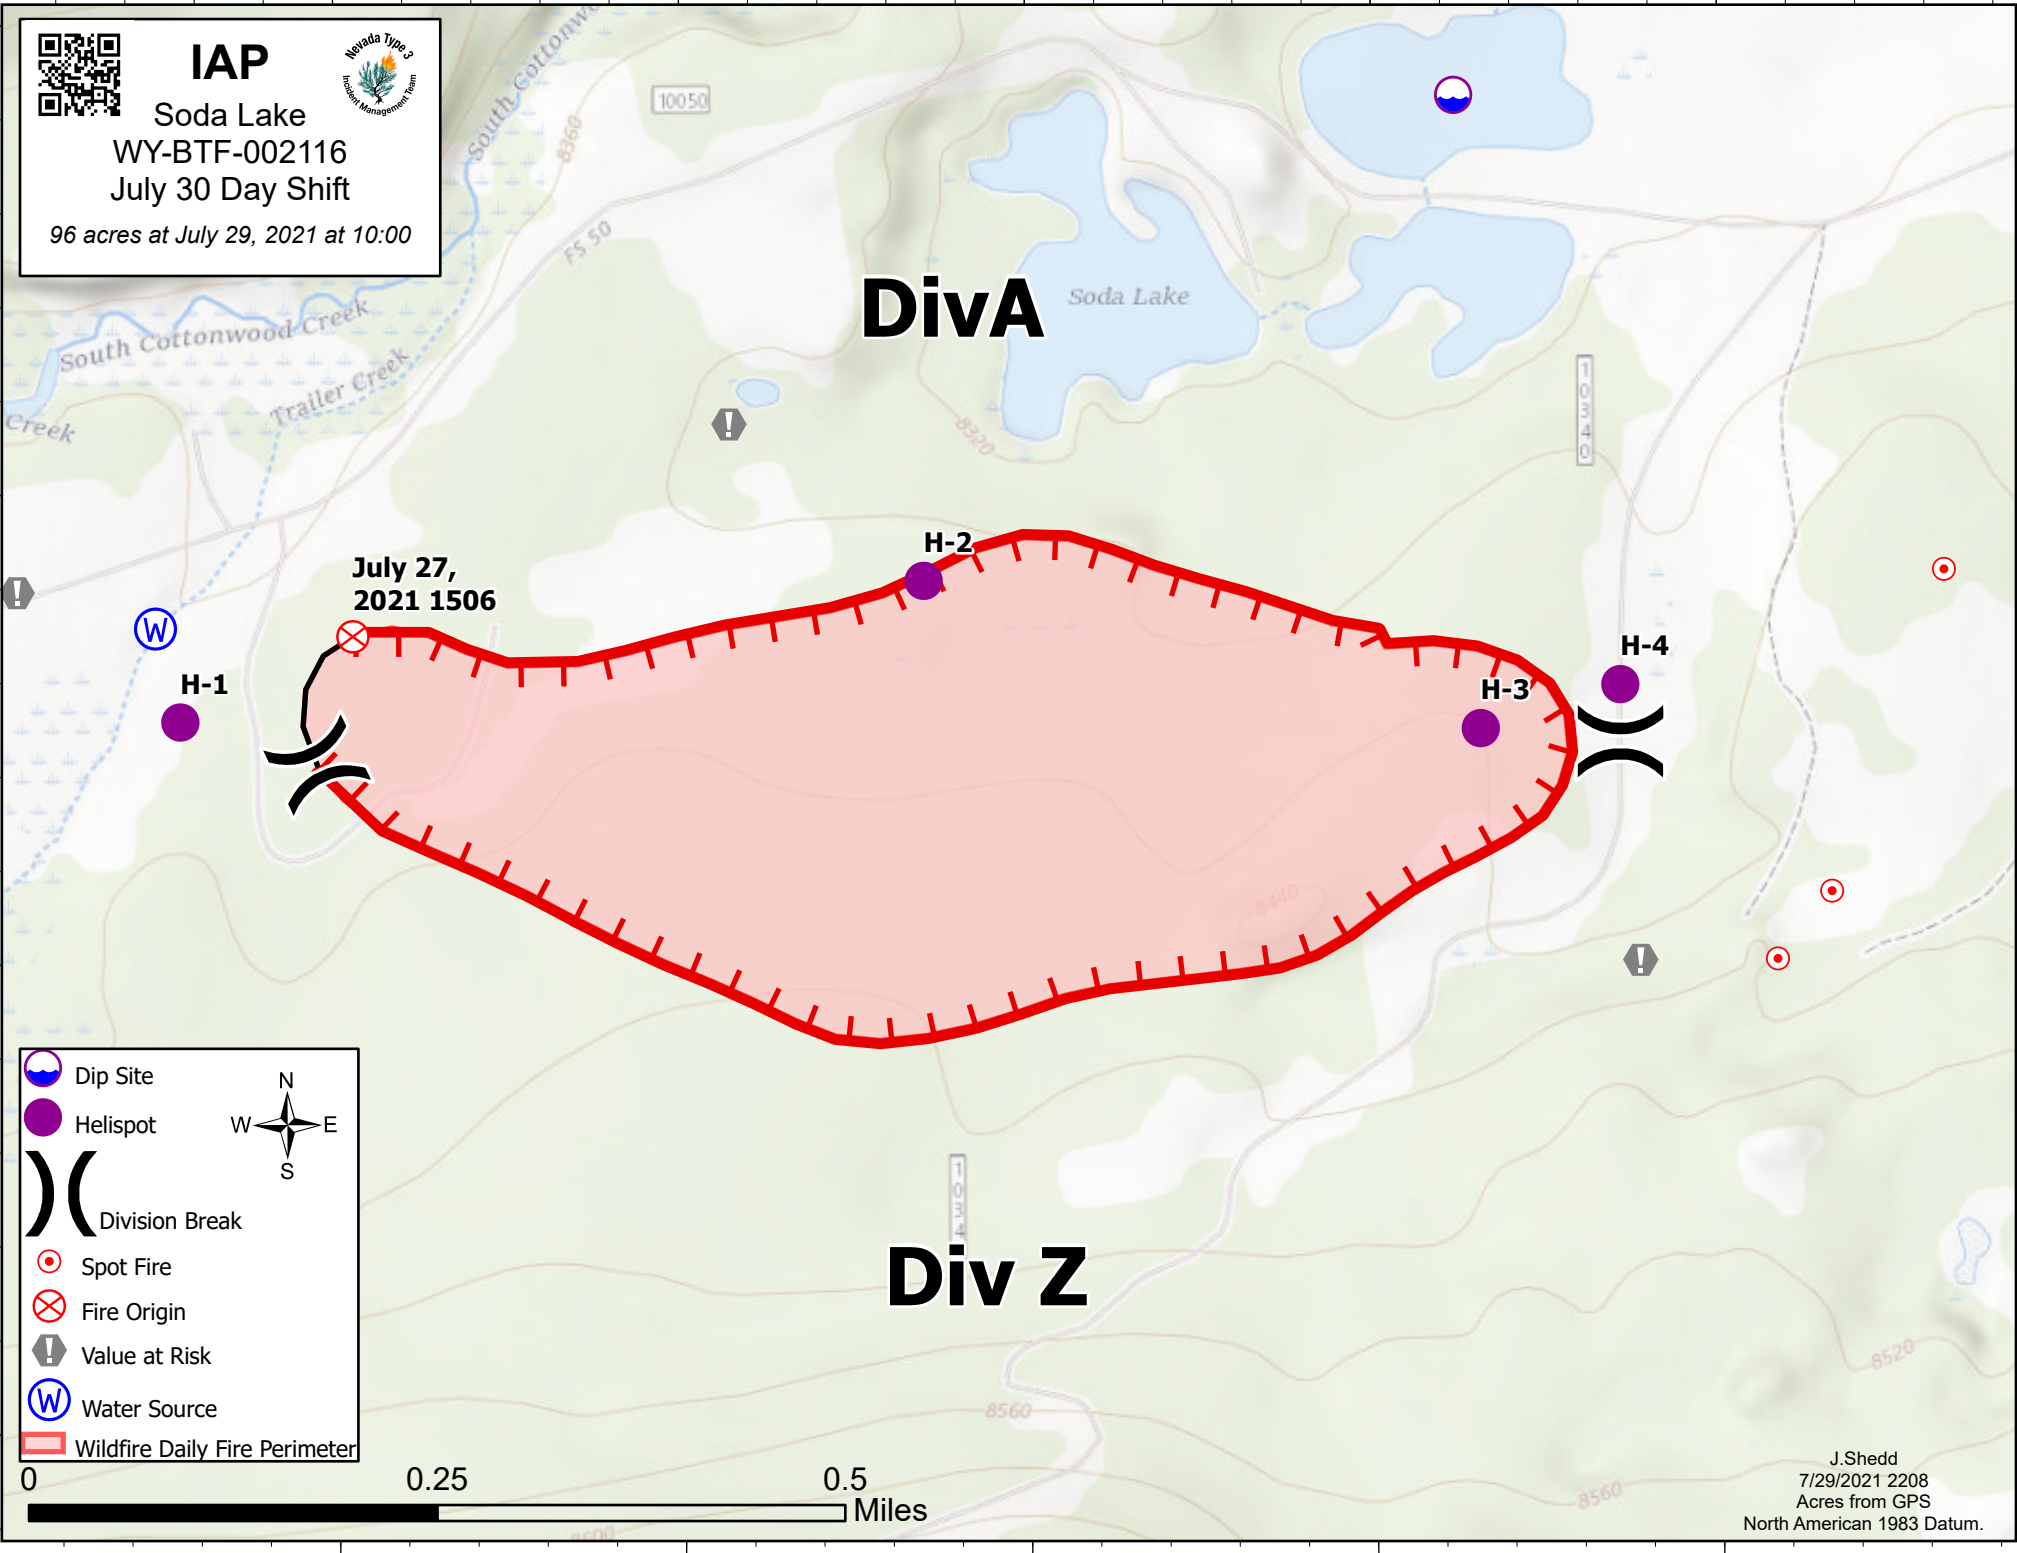 IAP
Nevada Type 3
Incident Management Team
Soda Lake
WY-BTF-002116
July 30 Day Shift
96 acres at July 29, 2021 at 10:00
South Cottonwo
8360
10050
FS 50
South Cottonwood Creek
Trailer Creek
Creek
DivA
Soda Lake
8320
10340
H-2
July 27,
2021 1506
W
H-1
H-4
H-3
8440
1034
Div Z
8520
8560
8560
8600
Dip Site
Helispot
N
W
E
S
Division Break
Spot Fire
Fire Origin
Value at Risk
W
Water Source
Wildfire Daily Fire Perimeter
0 0.25 0.5
Miles
J.Shedd
7/29/2021 2208
Acres from GPS
North American 1983 Datum.